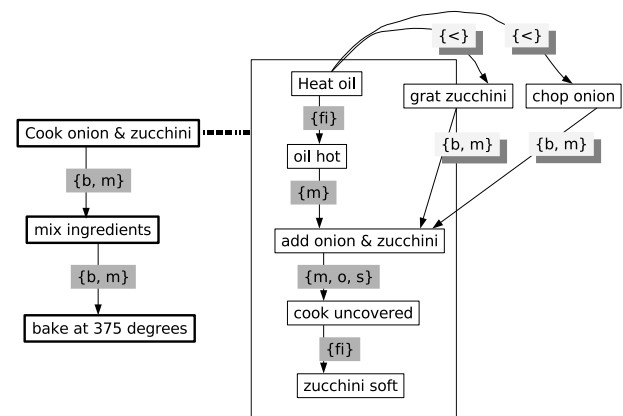 {<}
{<}
Heat oil
grat zucchini
chop onion
{fi}
Cook onion & zucchini
{b, m}
{b, m}
oil hot
{b, m}
{m}
mix ingredients
add onion & zucchini
{b, m}
{m, o, s}
cook uncovered
bake at 375 degrees
{fi}
zucchini soft